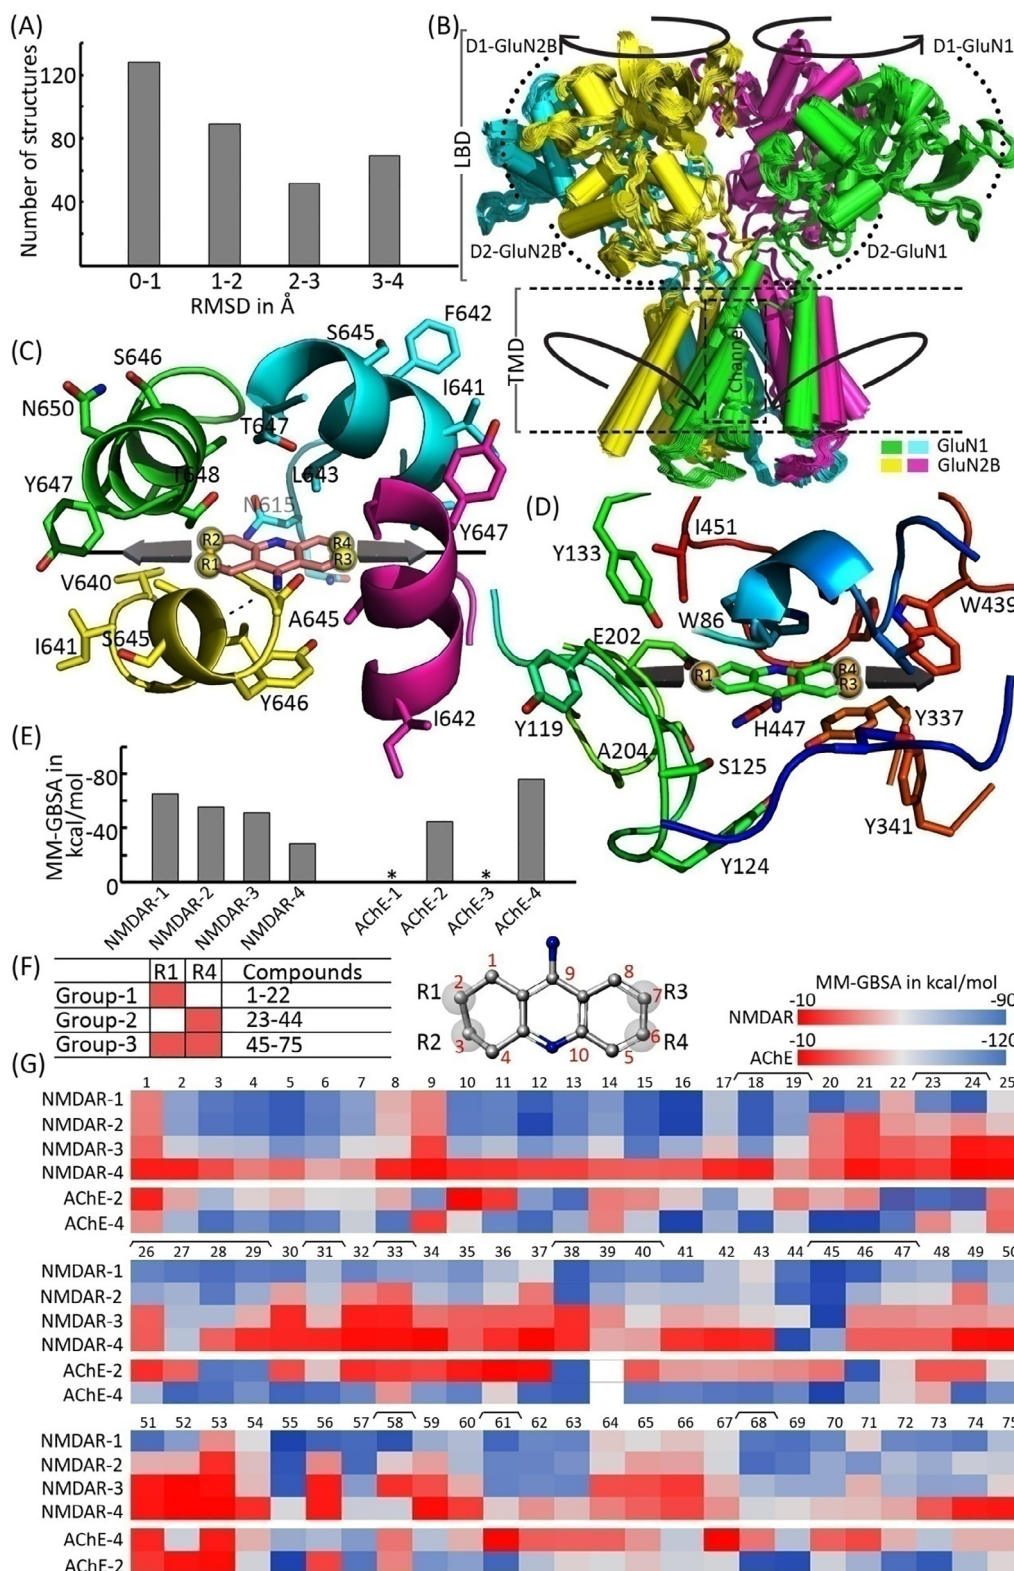 (A)
Number of structures
120
80
40
0-1 1-2 2-3 3-4
RMSD in Å
(B)
D1-GluN2B
D1-GluN1
LBD
D2-GluN2B
D2-GluN1
TMD
Channel
GluN1
GluN2B
(C)
S645
F642
S646
I641
N650
T647
T648
L643
Y647
N615
Y647
R2
R4
R1
R3
V640
A645
I641
S645
Y646
I642
(D)
I451
Y133
W86
W439
E202
R1
R4
R3
H447
Y337
Y119
A204
S125
Y341
Y124
(E)
MM-GBSA in
kcal/mol
-80
-40
0
* *
NMDAR-1 NMDAR-2 NMDAR-3 NMDAR-4 AChE-1 AChE-2 AChE-3 AChE-4
(F)
R1 R4 Compounds
Group-1 1-22
Group-2 23-44
Group-3 45-75
1 9 8
R1 2 7 R3
R2 3 6 R4
4 10 5
MM-GBSA in kcal/mol
-10 -90
NMDAR
-10 -120
AChE
(G)
1 2 3 4 5 6 7 8 9 10 11 12 13 14 15 16 17 18 19 20 21 22 23 24 25
NMDAR-1
NMDAR-2
NMDAR-3
NMDAR-4
AChE-2
AChE-4
26 27 28 29 30 31 32 33 34 35 36 37 38 39 40 41 42 43 44 45 46 47 48 49 50
NMDAR-1
NMDAR-2
NMDAR-3
NMDAR-4
AChE-2
AChE-4
51 52 53 54 55 56 57 58 59 60 61 62 63 64 65 66 67 68 69 70 71 72 73 74 75
NMDAR-1
NMDAR-2
NMDAR-3
NMDAR-4
AChE-4
AChE-2